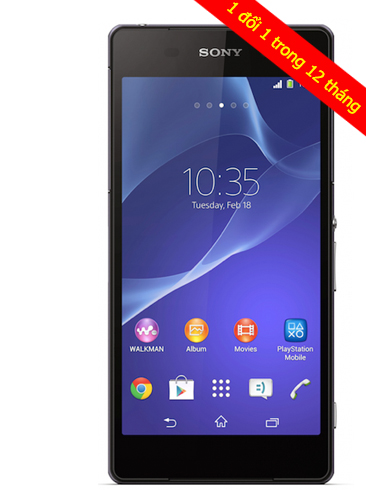 1 đổi 1 trong 12 tháng
SONY
10:35
Tuesday, Feb 18
WALKMAN
Album
Movies
PlayStation
Mobile